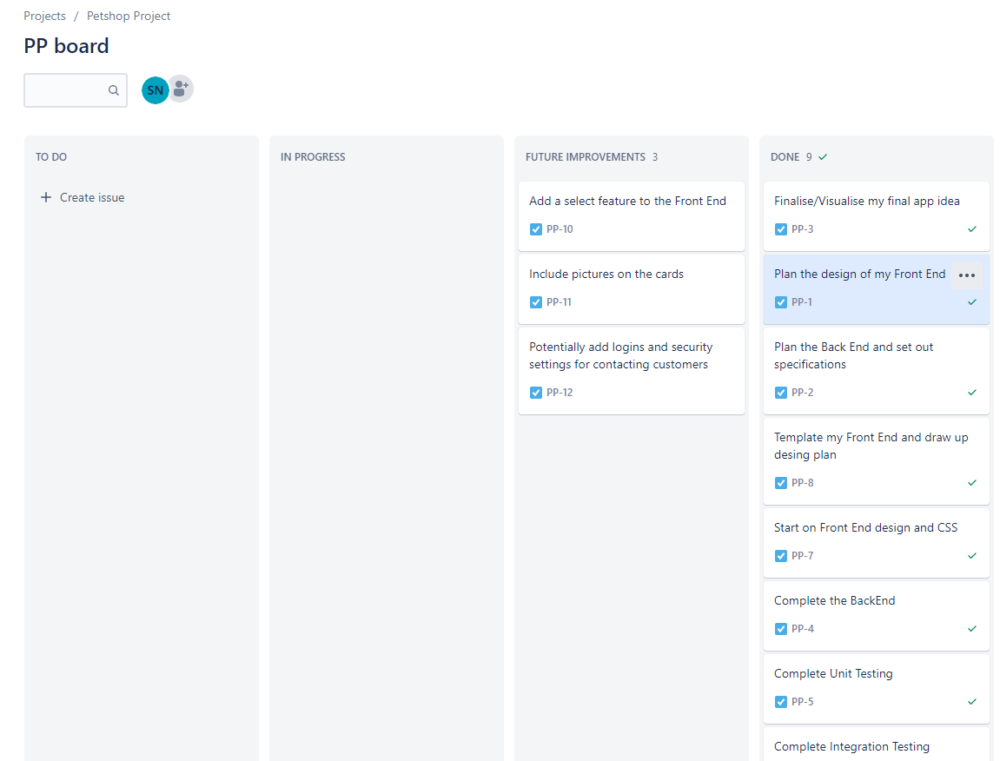 Projects / Petshop Project
PP board
SN
TO DO
Create issue
IN PROGRESS
FUTURE IMPROVEMENTS 3
Add a select feature to the Front End
PP-10
Include pictures on the cards
PP-11
Potentially add logins and security
settings for contacting customers
PP-12
DONE 9
Finalise/Visualise my final app idea
PP-3
Plan the design of my Front End
PP-1
Plan the Back End and set out
specifications
PP-2
Template my Front End and draw up
desing plan
PP-8
Start on Front End design and CSS
PP-7
Complete the BackEnd
PP-4
Complete Unit Testing
PP-5
Complete Integration Testing